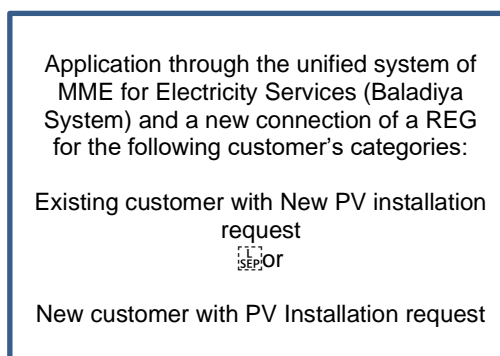 Application through the unified system of
MME for Electricity Services (Baladiya
System) and a new connection of a REG
for the following customer’s categories:
Existing customer with New PV installation
request
L SEP or
New customer with PV Installation request